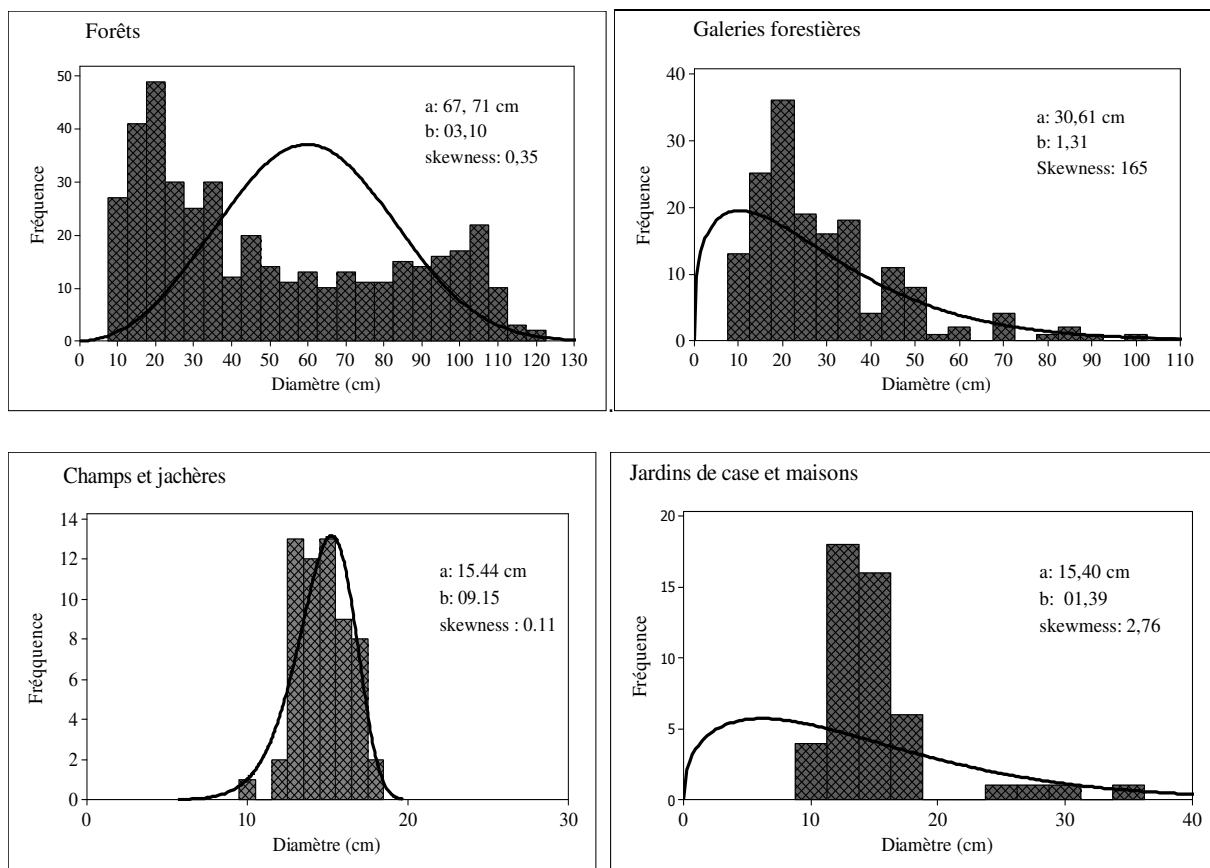 Forêts
50
40
30
20
10
0
Fréquence
a: 67, 71 cm
b: 03,10
skewness: 0,35
0 10 20 30 40 50 60 70 80 90 100 110 120 130
Diamètre (cm)
Galeries forestières
40
30
20
10
0
Fréquence
a: 30,61 cm
b: 1,31
Skewness: 165
0 10 20 30 40 50 60 70 80 90 100 110
Diamètre (cm)
Champs et jachères
14
12
10
8
6
4
2
0
Fréqquence
a: 15.44 cm
b: 09.15
skewness : 0.11
0 10 20 30
Diamètre (cm)
Jardins de case et maisons
20
15
10
5
0
Fréquence
a: 15,40 cm
b: 01,39
skewmess: 2,76
0 10 20 30 40
Diamètre (cm)